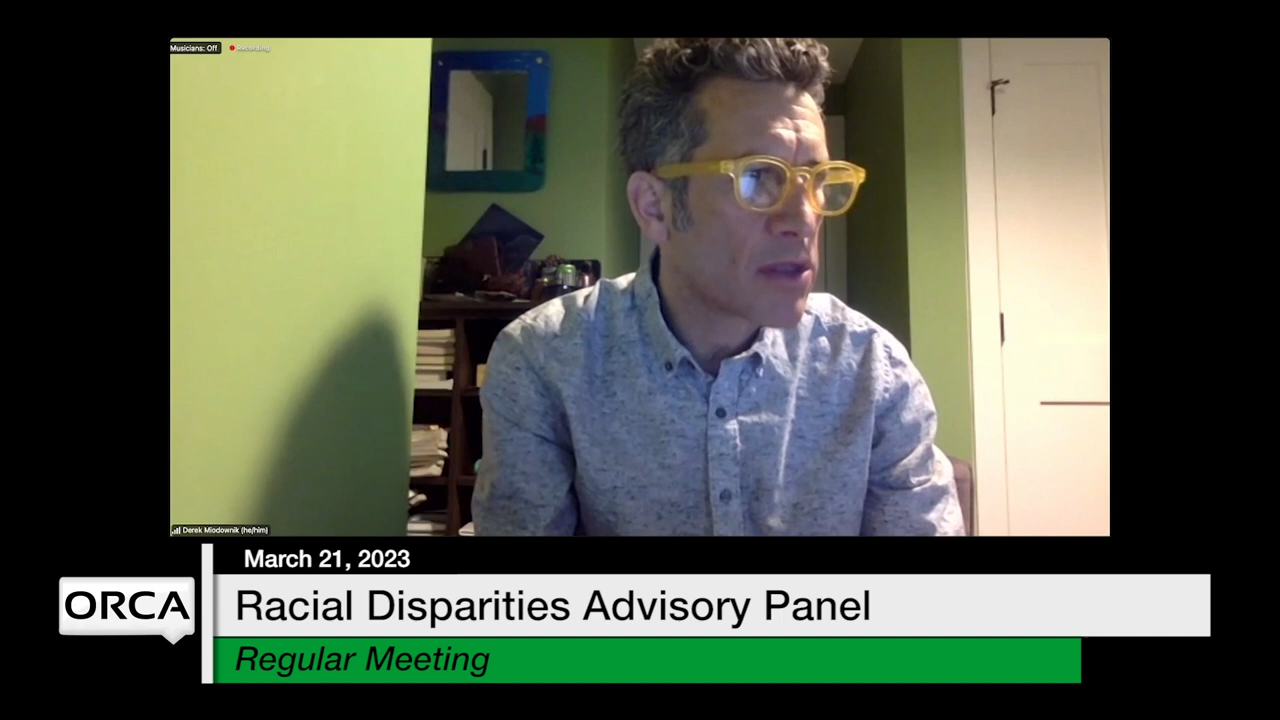 Musicians: Off
Recording
Derek Miodownik (he/him)
March 21, 2023
ORCA
Racial Disparities Advisory Panel
Regular Meeting